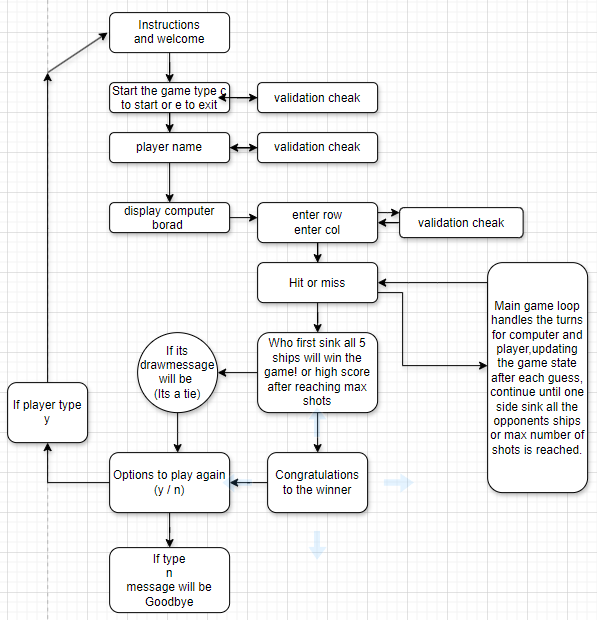 Instructions
and welcome
Start the game type c
to start or e to exit
validation cheak
player name
validation cheak
display computer
borad
enter row
enter col
validation cheak
Hit or miss
Main game loop
handles the turns
for computer and
player,updating
the game state
after each guess,
continue until one
side sink all the
opponents ships
or max number of
shots is reached.
If its
drawmessage
will be
(Its a tie)
Who first sink all 5
ships will win the
game! or high score
after reaching max
shots
If player type
y
Options to play again
(y / n)
Congratulations
to the winner
If type
n
message will be
Goodbye